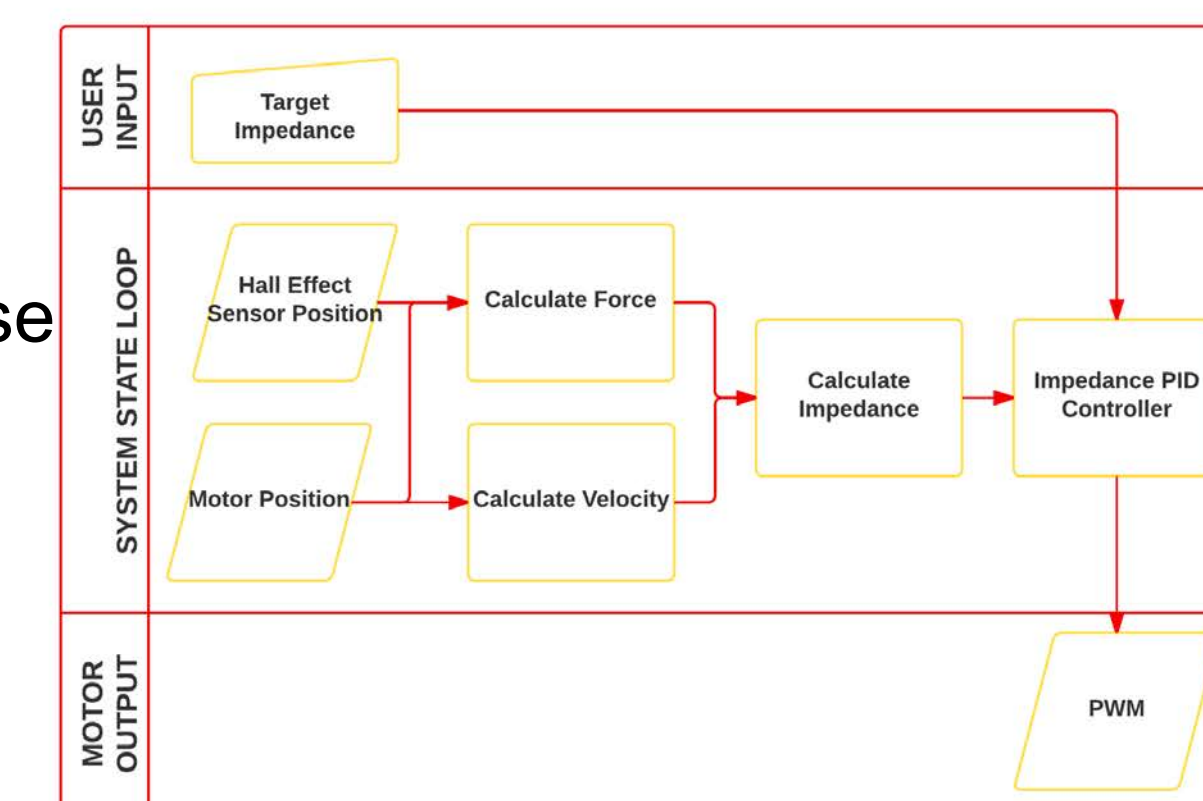 USER
INPUT
Target
Impedance
se
SYSTEM STATE LOOP
Hall Effect
Sensor Position
Calculate Force
Calculate
Impedance
Impedance PID
Controller
Motor Position
Calculate Velocity
MOTOR
OUTPUT
PWM